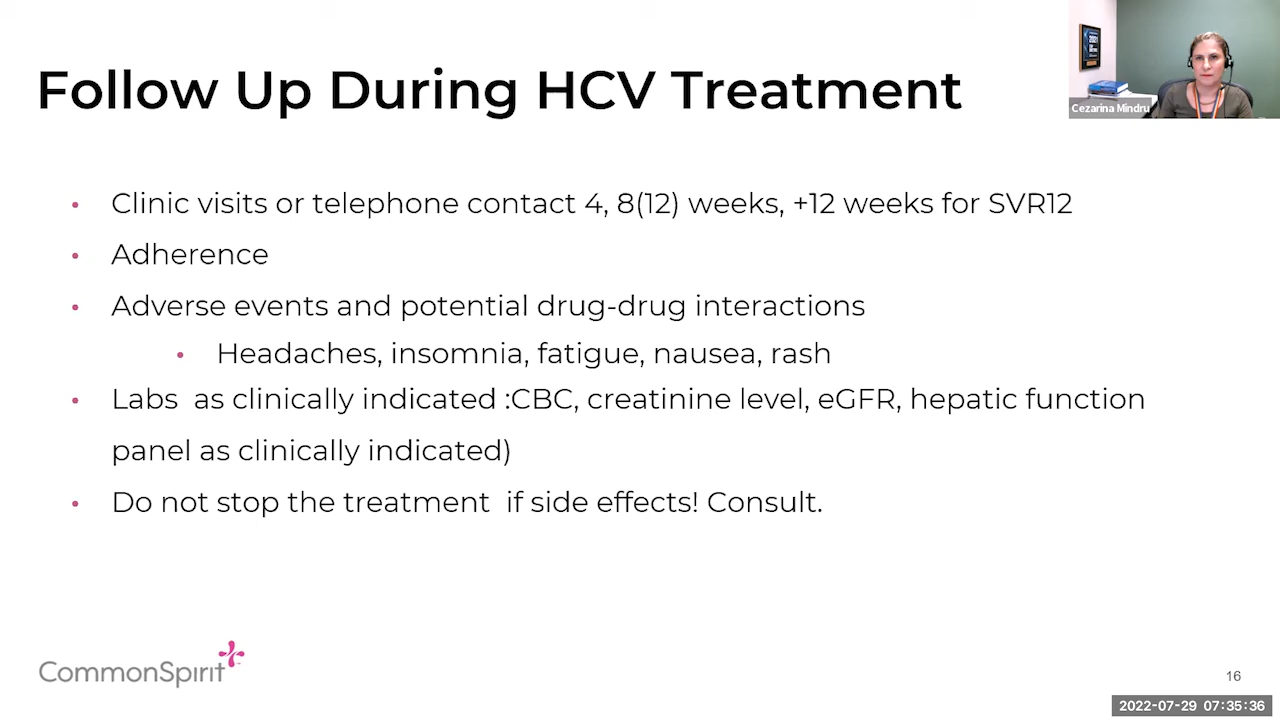 Follow Up During HCV Treatment
Cezarina Mindru
• Clinic visits or telephone contact 4, 8(12) weeks, +12 weeks for SVR12
• Adherence
• Adverse events and potential drug-drug interactions
• Headaches, insomnia, fatigue, nausea, rash
• Labs  as clinically indicated :CBC, creatinine level, eGFR, hepatic function
panel as clinically indicated)
• Do not stop the treatment  if side effects! Consult.
CommonSpirit
16
2022-07-29 07:35:36